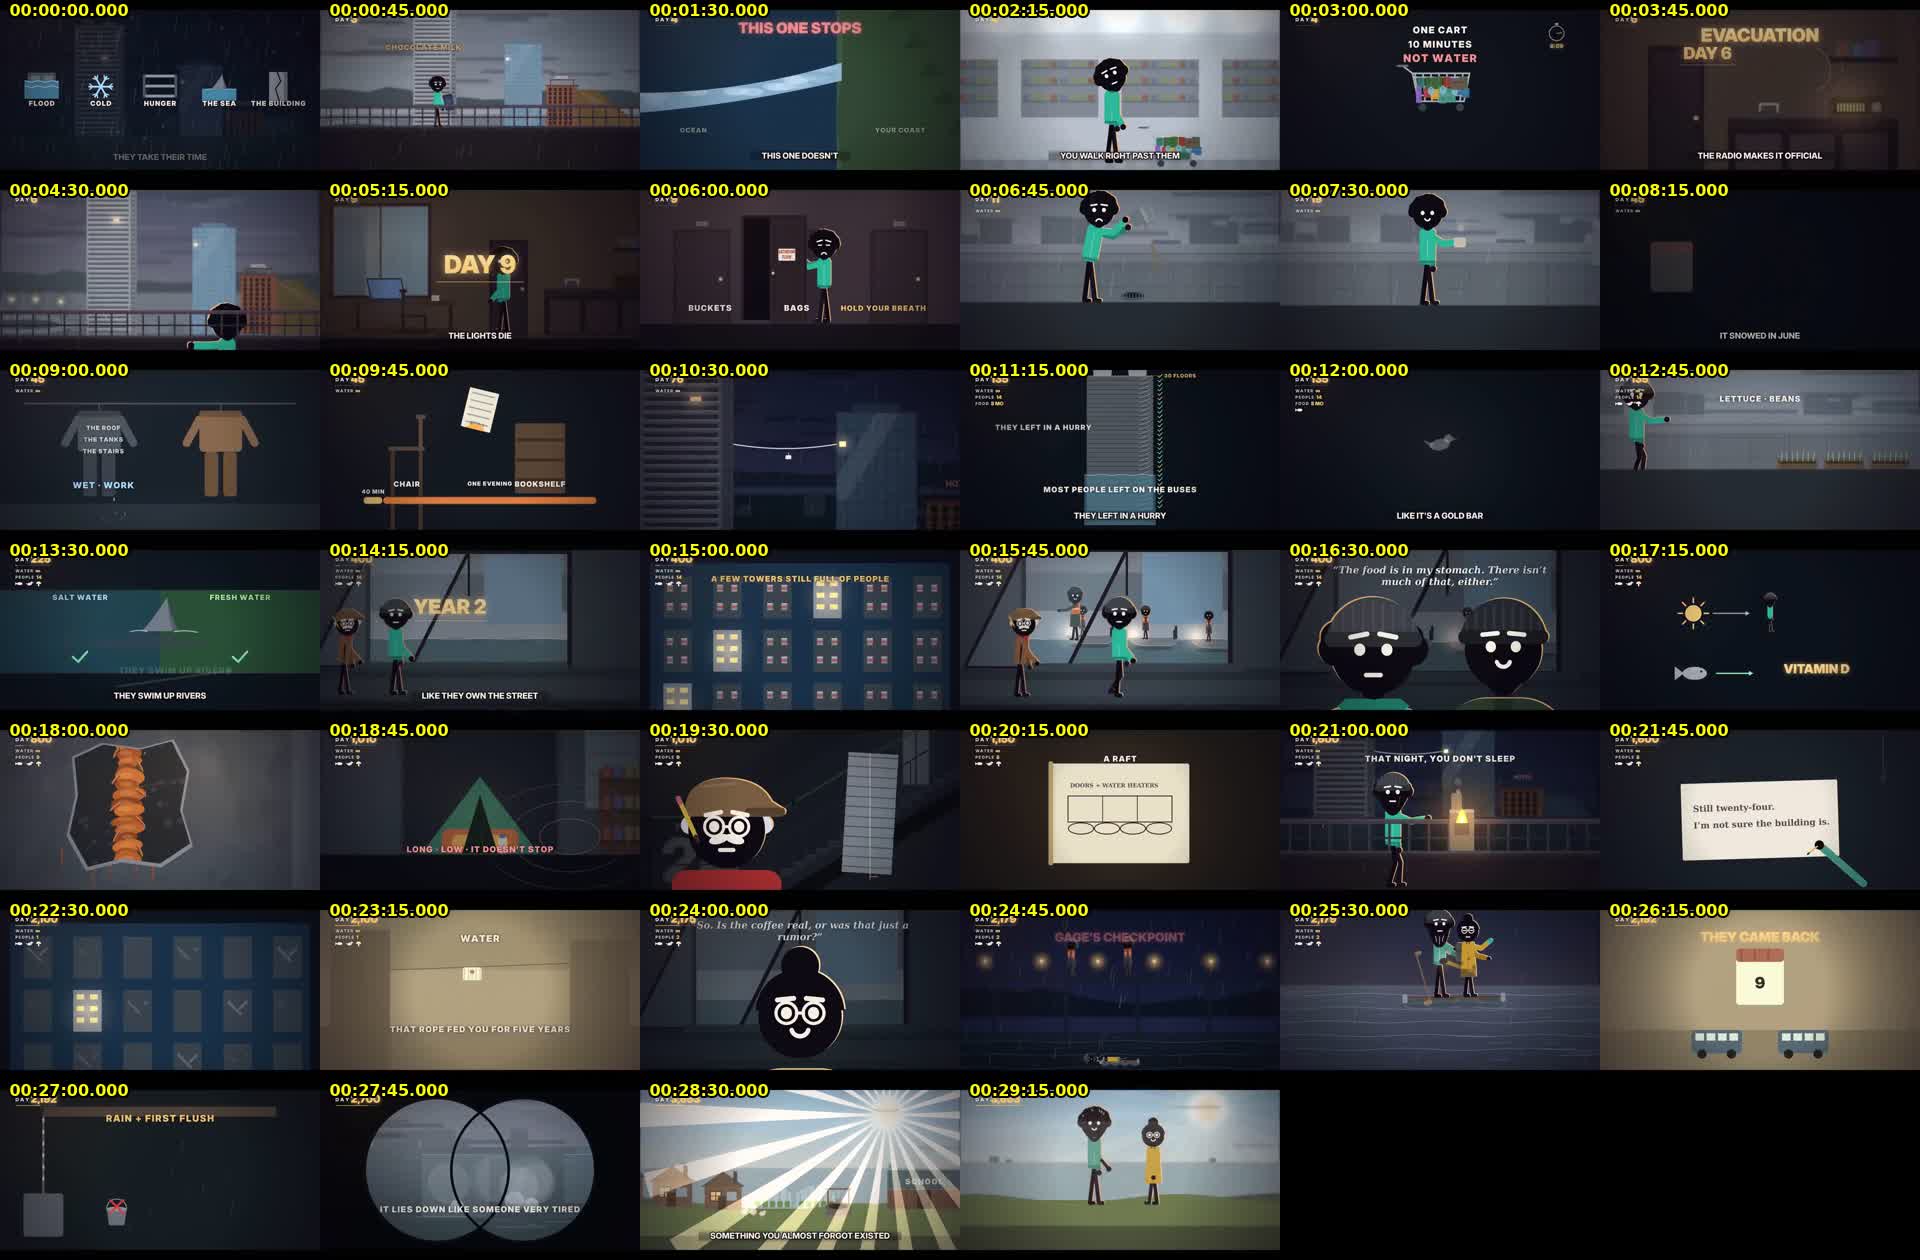 00:00:00.000
FLOOD
COLD
HUNGER
THE SEA
THE BUILDING
THEY TAKE THEIR TIME
00:00:45.000
CHOCOLATE MILK
00:01:30.000
THIS ONE STOPS
OCEAN
YOUR COAST
THIS ONE DOESN'T
00:02:15.000
YOU WALK RIGHT PAST THEM
00:03:00.000
ONE CART
10 MINUTES
NOT WATER
00:03:45.000
EVACUATION
DAY 6
THE RADIO MAKES IT OFFICIAL
00:04:30.000
00:05:15.000
DAY 9
THE LIGHTS DIE
00:06:00.000
BUCKETS
BAGS
HOLD YOUR BREATH
00:06:45.000
00:07:30.000
00:08:15.000
IT SNOWED IN JUNE
00:09:00.000
THE ROOF
THE TANKS
THE STAIRS
WET · WORK
00:09:45.000
40 MIN
CHAIR
ONE EVENING
BOOKSHELF
00:10:30.000
00:11:15.000
30 FLOORS
THEY LEFT IN A HURRY
MOST PEOPLE LEFT ON THE BUSES
THEY LEFT IN A HURRY
00:12:00.000
LIKE IT'S A GOLD BAR
00:12:45.000
LETTUCE · BEANS
00:13:30.000
SALT WATER
FRESH WATER
THEY SWIM UP RIVERS
THEY SWIM UP RIVERS
00:14:15.000
YEAR 2
LIKE THEY OWN THE STREET
00:15:00.000
A FEW TOWERS STILL FULL OF PEOPLE
00:15:45.000
00:16:30.000
“The food is in my stomach. There isn't
much of that, either.”
00:17:15.000
VITAMIN D
00:18:00.000
00:18:45.000
LONG · LOW · IT DOESN'T STOP
00:19:30.000
00:20:15.000
A RAFT
DOORS + WATER HEATERS
00:21:00.000
THAT NIGHT, YOU DON'T SLEEP
00:21:45.000
Still twenty-four.
I'm not sure the building is.
00:22:30.000
00:23:15.000
WATER
THAT ROPE FED YOU FOR FIVE YEARS
00:24:00.000
So. Is the coffee real, or was that just a
rumor?”
00:24:45.000
GAGE'S CHECKPOINT
00:25:30.000
00:26:15.000
THEY CAME BACK
9
00:27:00.000
RAIN + FIRST FLUSH
00:27:45.000
IT LIES DOWN LIKE SOMEONE VERY TIRED
00:28:30.000
SCHOOL
SOMETHING YOU ALMOST FORGOT EXISTED
00:29:15.000